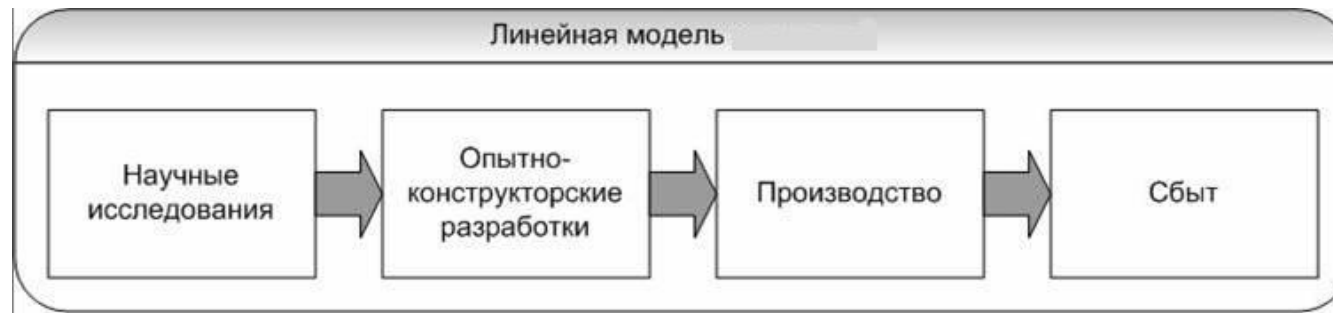 Линейная модель
Научные
исследования
Опытно-
конструкторские
разработки
Производство
Сбыт